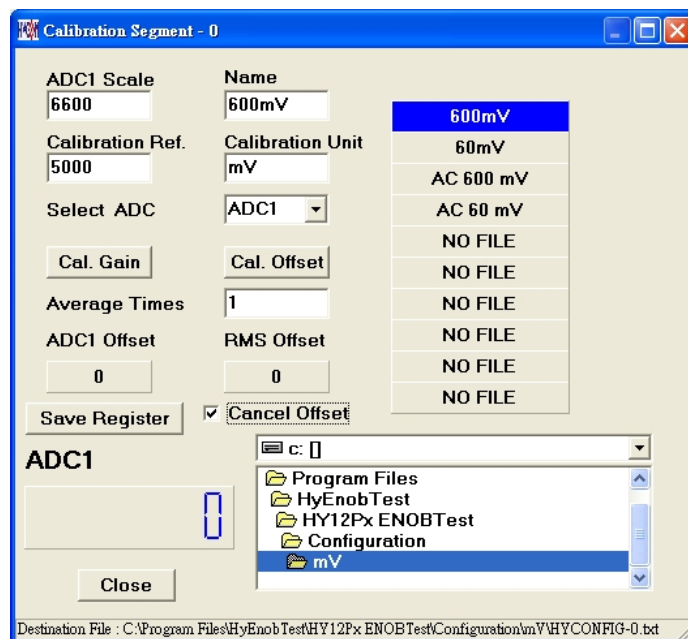 Calibration Segment - 0
ADC1 Scale
Name
6600
600mV
Calibration Ref.
Calibration Unit
5000
mV
Select ADC
ADC1
Cal. Gain
Cal. Offset
Average Times
1
ADC1 Offset
RMS Offset
0
0
Save Register
Cancel Offset
600mV
60mV
AC 600 mV
AC 60 mV
NO FILE
NO FILE
NO FILE
NO FILE
NO FILE
NO FILE
ADC1
0
c: []
Program Files
HyEnobTest
HY12Px ENOBTest
Configuration
mV
Close
Destination File : C:\Program Files\HyEnobTest\HY12Px ENOBTest\Configuration\mV\HYCONFIG-0.txt